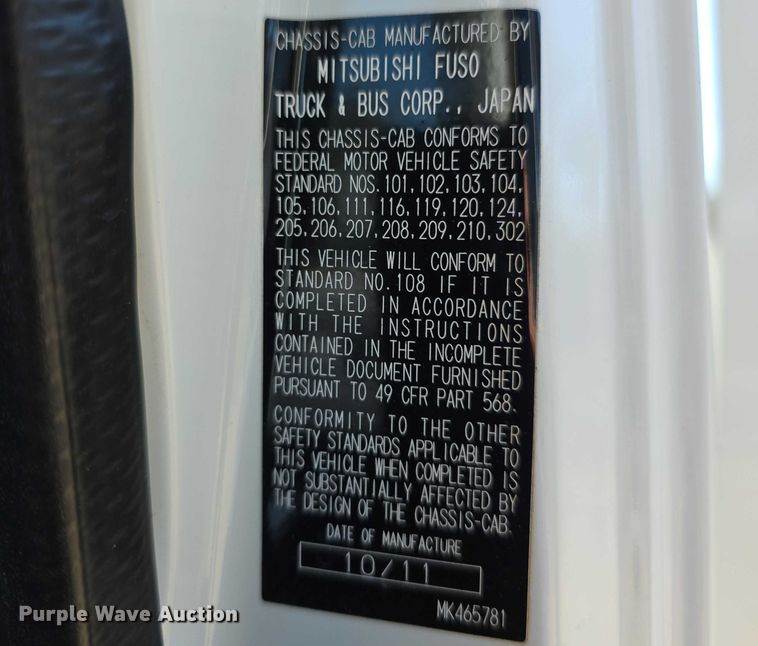 CHASSIS-CAB MANUFACTURED BY
MITSUBISHI FUSO
TRUCK & BUS CORP., JAPAN
THIS CHASSIS-CAB CONFORMS TO
FEDERAL MOTOR VEHICLE SAFETY
STANDARD NOS.101,102,103,104,
105,106,111,116,119,120,124,
205,206,207,208,209,210,302
THIS VEHICLE WILL CONFORM TO
STANDARD NO.108 IF IT IS
COMPLETED IN ACCORDANCE
WITH THE INSTRUCTIONS
CONTAINED IN THE INCOMPLETE
VEHICLE DOCUMENT FURNISHED
PURSUANT TO 49 CFR PART 568.
CONFORMITY TO THE OTHER
SAFETY STANDARDS APPLICABLE TO
THIS VEHICLE WHEN COMPLETED IS
NOT SUBSTANTIALLY AFFECTED BY
THE DESIGN OF THE CHASSIS-CAB.
DATE OF MANUFACTURE
10/11
MK465781
Purple Wave Auction